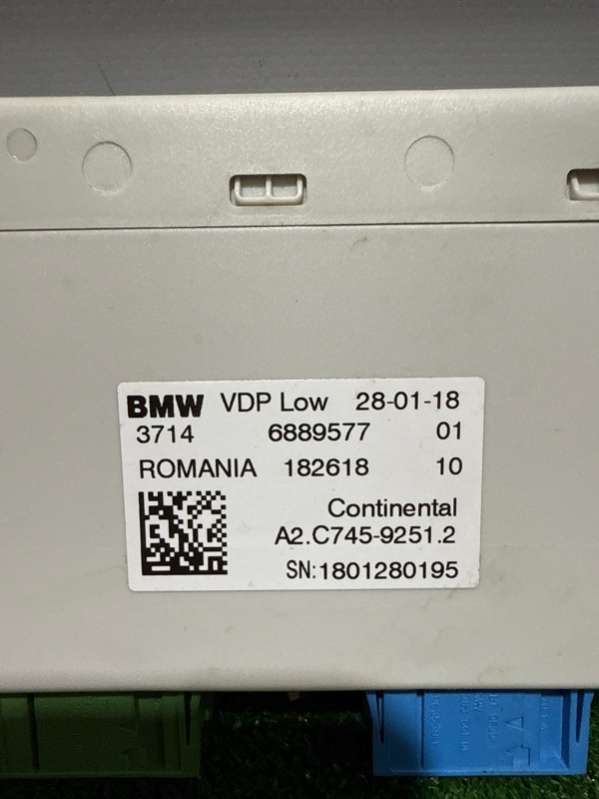 BMW VDP Low 28-01-18
3714 6889577 01
ROMANIA 182618 10
Continental
A2.C745-9251.2
SN:1801280195